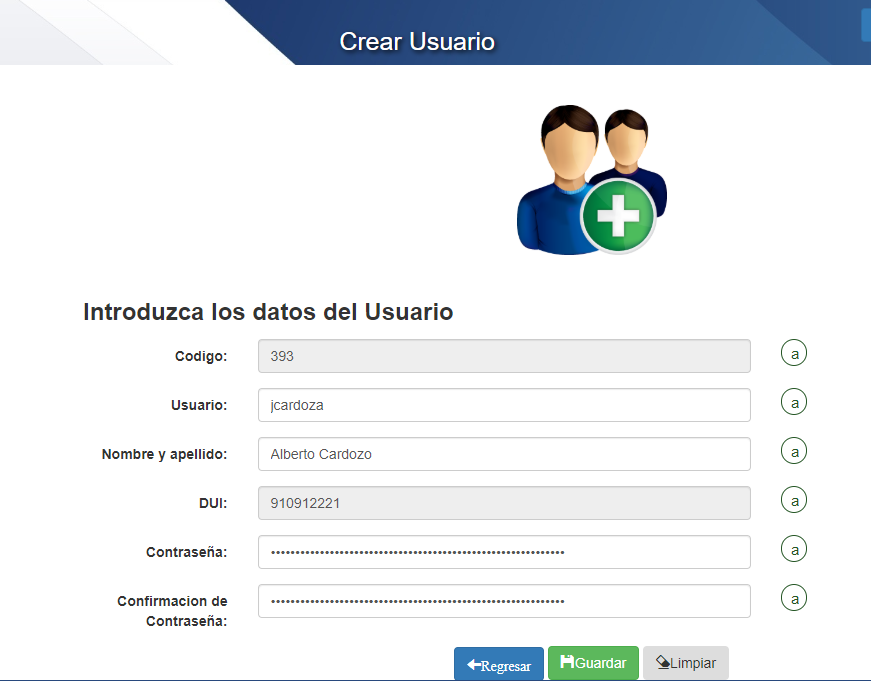 Crear Usuario
Introduzca los datos del Usuario
Codigo: 393 a
Usuario: jcardoza a
Nombre y apellido: Alberto Cardozo a
DUI: 910912221 a
Contraseña: •••••••••••••••••••••••••••••••••••••••••••••••••••••••••••• a
Confirmacion de
Contraseña: •••••••••••••••••••••••••••••••••••••••••••••••••••••••••••• a
Regresar Guardar Limpiar